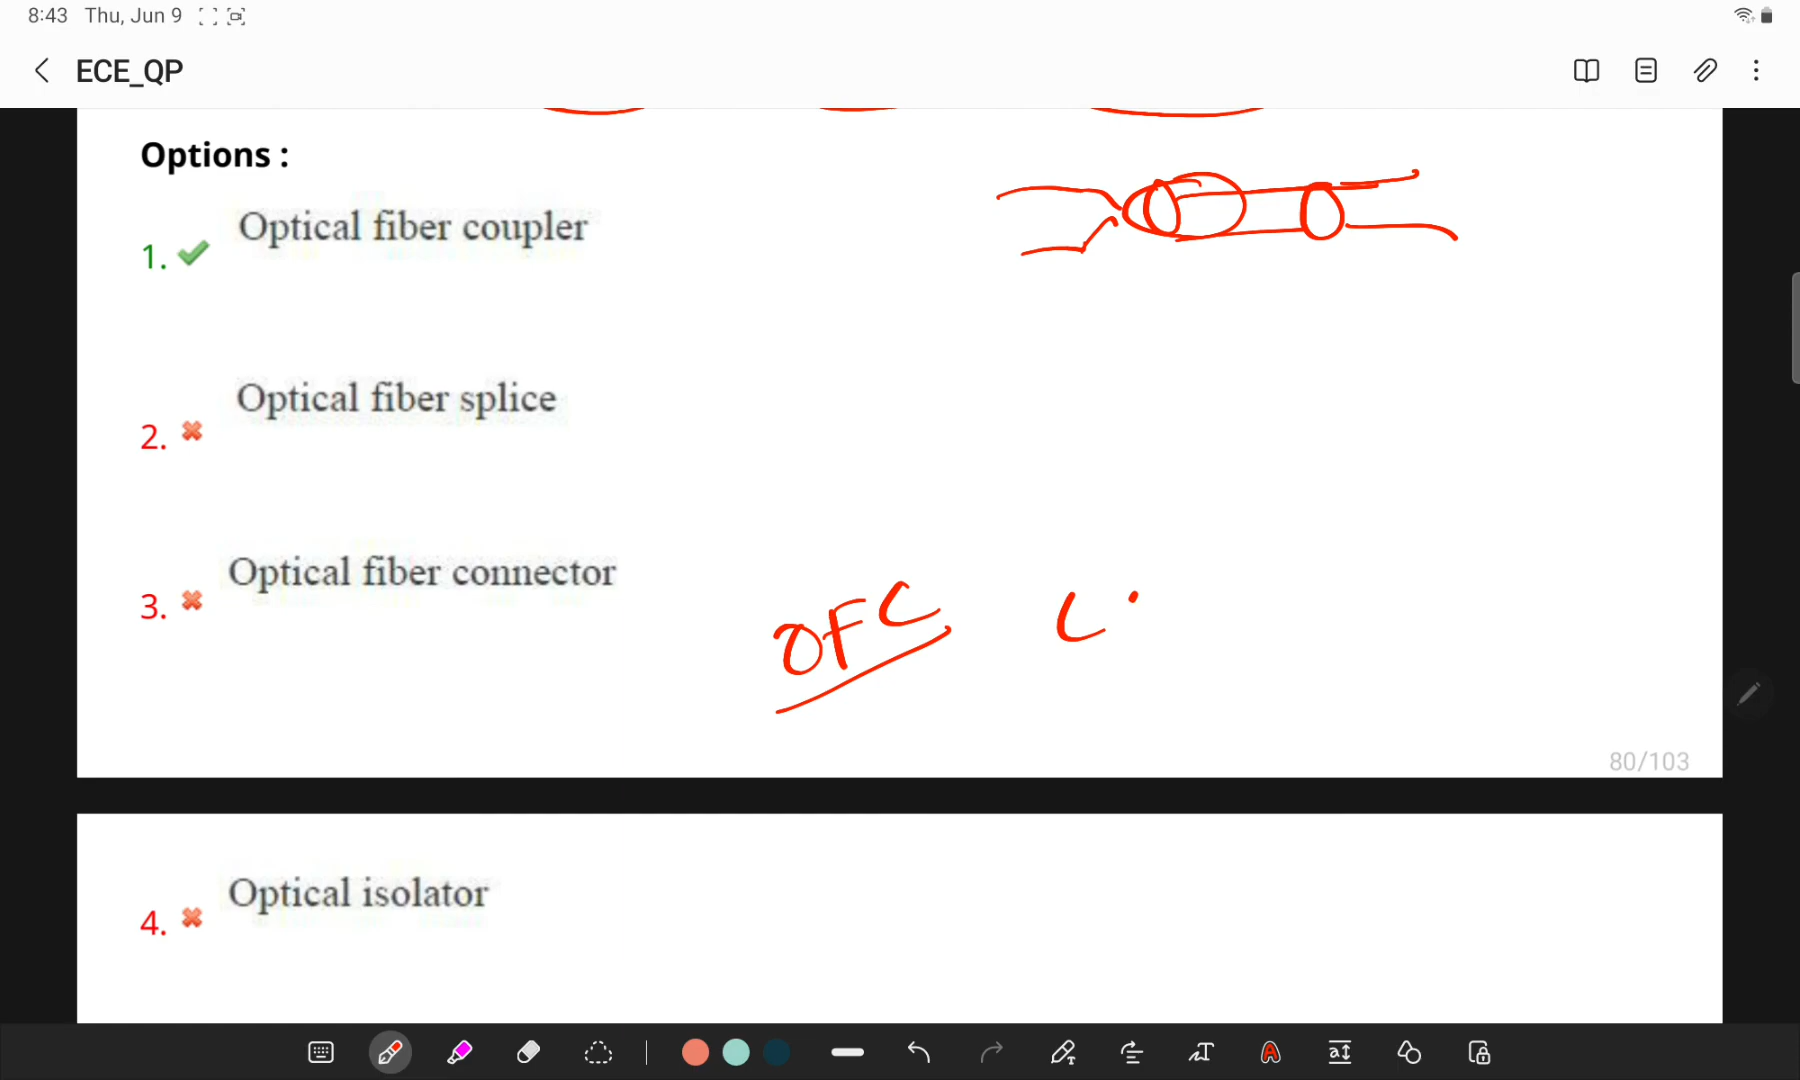 8:43 Thu, Jun 9
ECE_QP
Options :
1. Optical fiber coupler
2. Optical fiber splice
3. Optical fiber connector
OFC
80/103
4. Optical isolator